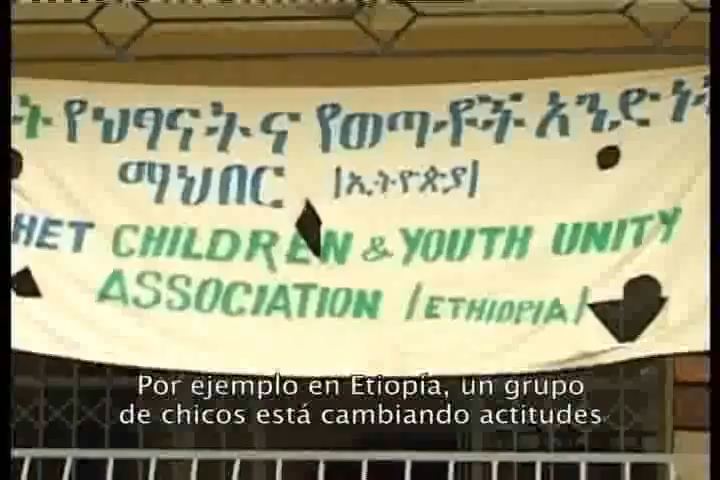 ት የህፃናትና የወጣቶች አንድነት
ማህበር /ኢትዮጵያ/
HET CHILDREN & YOUTH UNITY
ASSOCIATION /ETHIOPIA/
Por ejemplo en Etiopía, un grupo
de chicos está cambiando actitudes